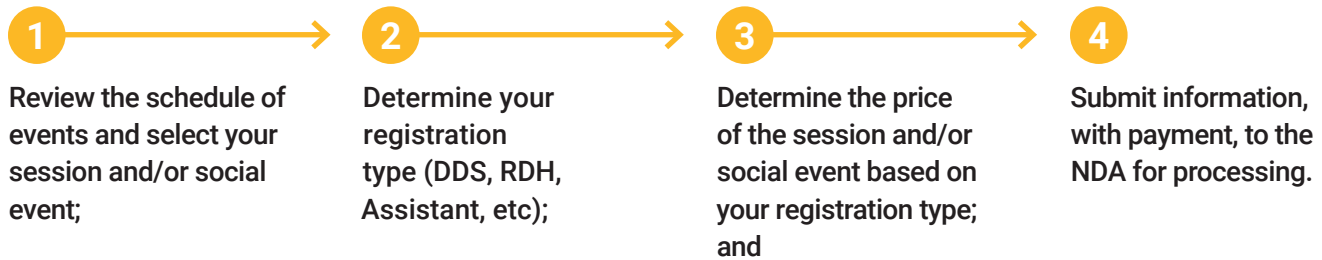 1
Review the schedule of
events and select your
session and/or social
event;
2
Determine your
registration
type (DDS, RDH,
Assistant, etc);
3
Determine the price
of the session and/or
social event based on
your registration type;
and
4
Submit information,
with payment, to the
NDA for processing.